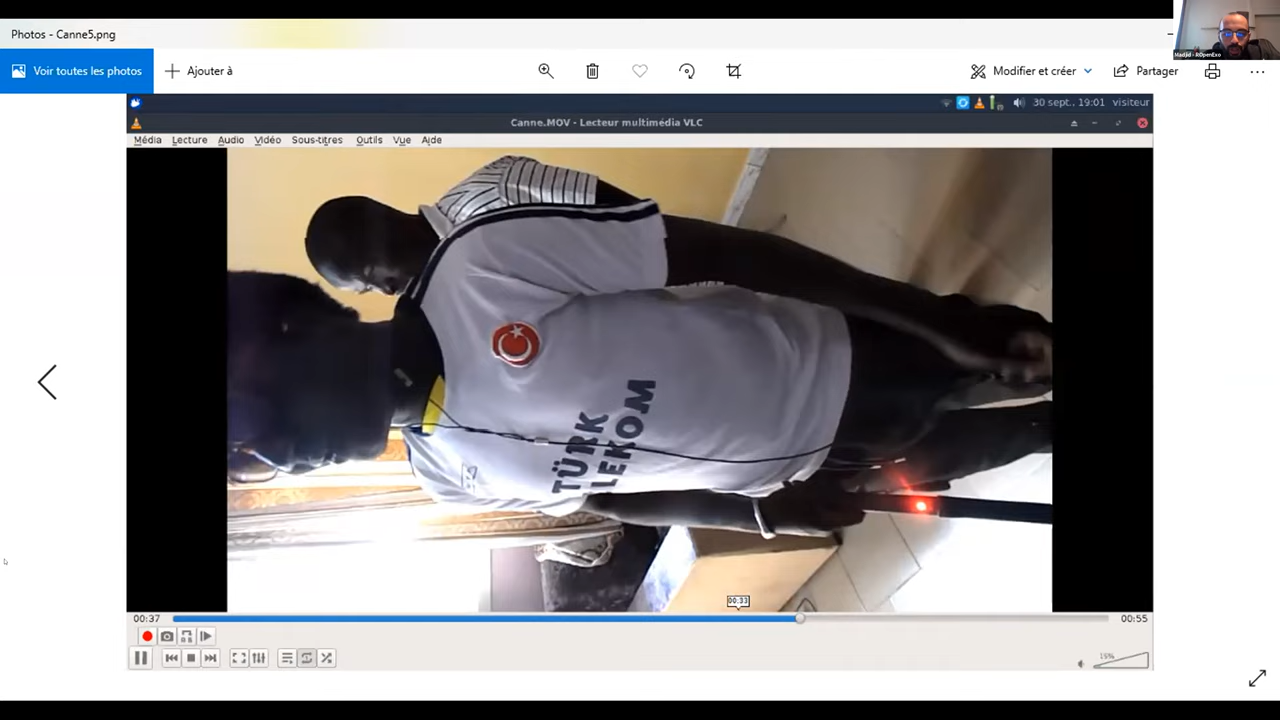 Photos - Canne5.png
Voir toutes les photos
Ajouter à
Modifier et créer
Partager
30 sept., 19:01 visiteur
Canne.MOV - Lecteur multimédia VLC
Média Lecture Audio Vidéo Sous-titres Outils Vue Aide
TÜRK
LEKOM
00:33
00:37
00:55
15%